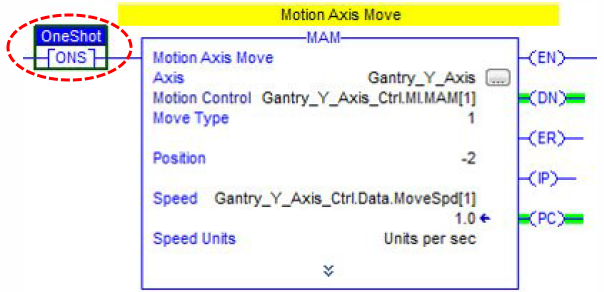 Motion Axis Move
OneShot
ONS
MAM
Motion Axis Move
Axis Gantry_Y_Axis ...
Motion Control Gantry_Y_Axis_Ctrl.MI.MAM[1]
Move Type 1
Position -2
Speed Gantry_Y_Axis_Ctrl.Data.MoveSpd[1]
1.0
Speed Units Units per sec
EN
DN
ER
IP
PC